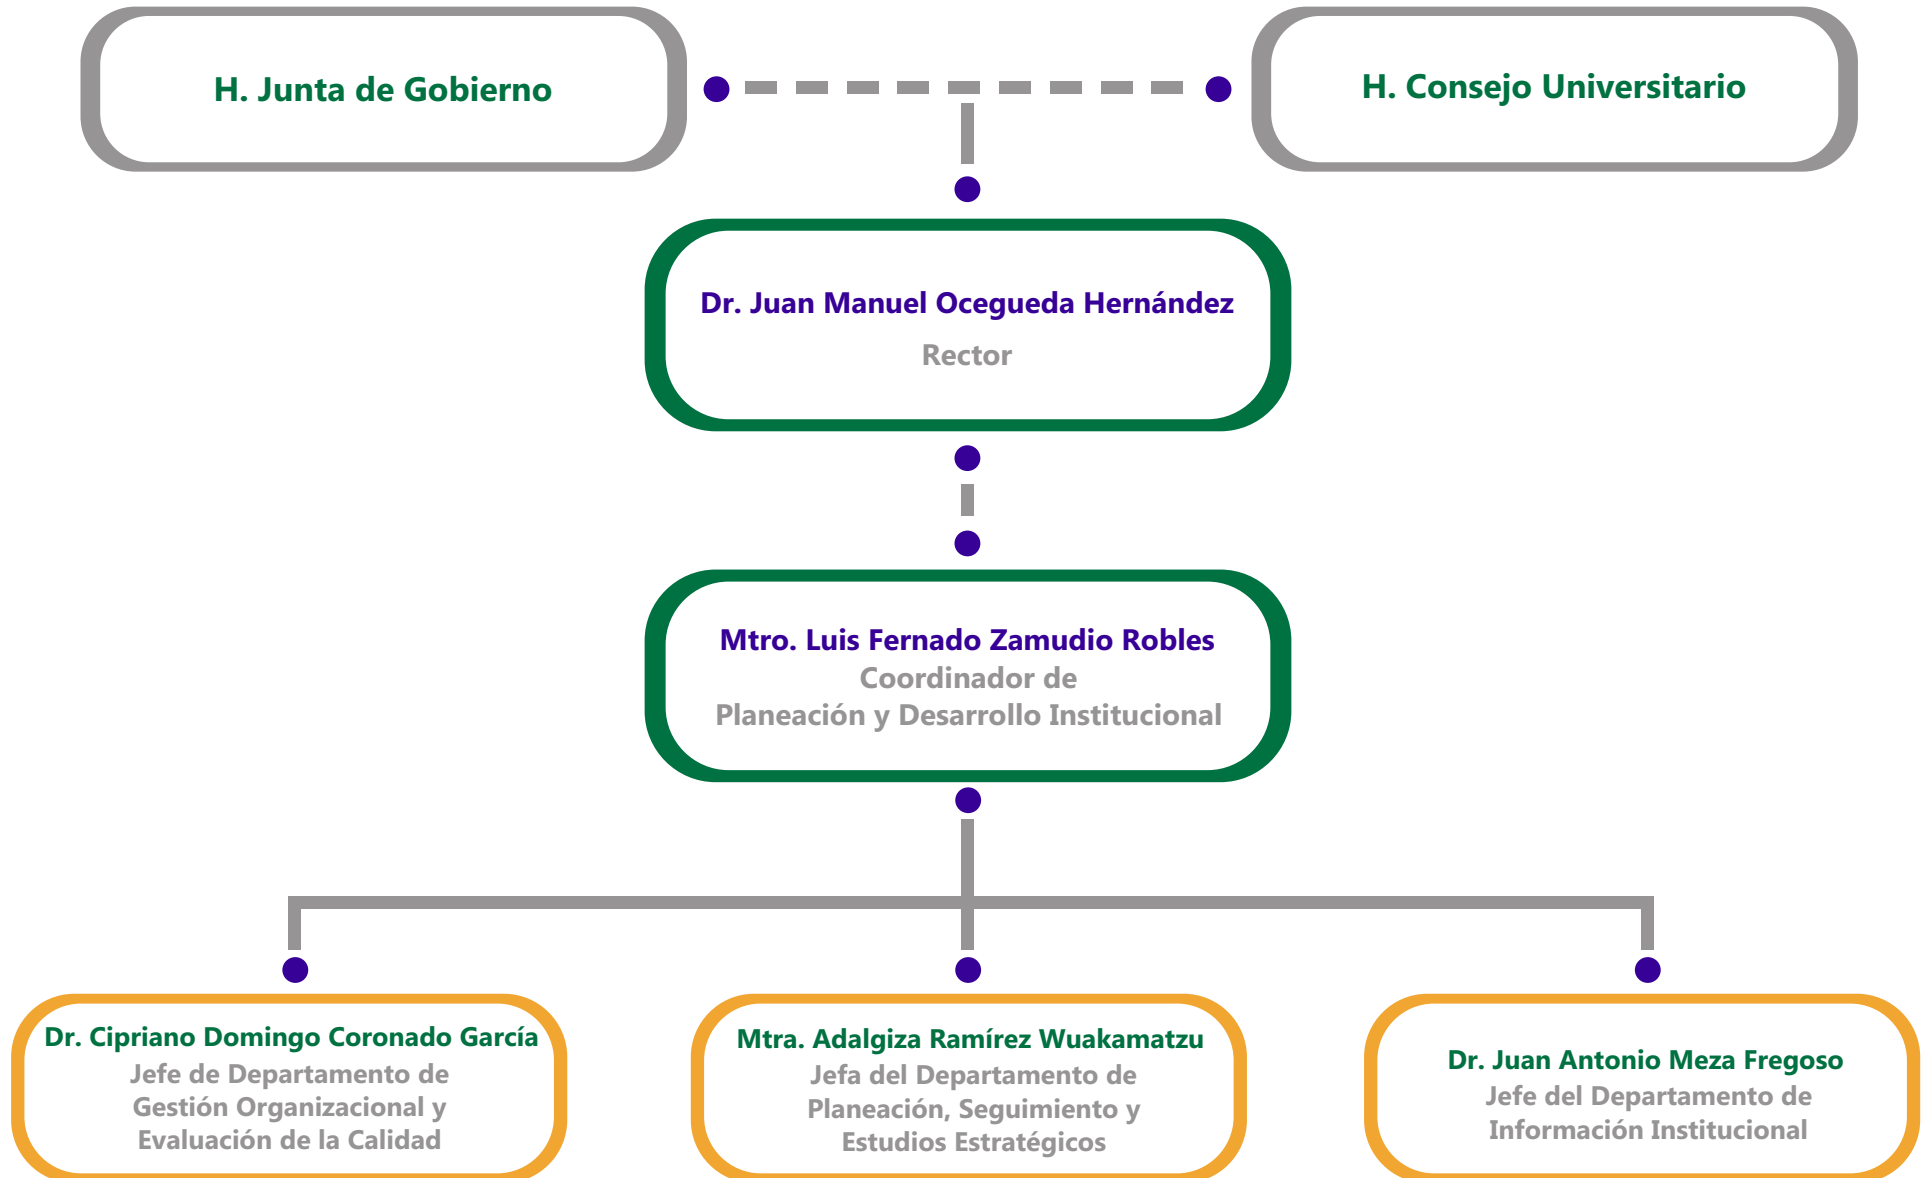 H. Junta de Gobierno
H. Consejo Universitario
Dr. Juan Manuel Ocegueda Hernández
Rector
Mtro. Luis Fernado Zamudio Robles
Coordinador de
Planeación y Desarrollo Institucional
Dr. Cipriano Domingo Coronado García
Jefe de Departamento de
Gestión Organizacional y
Evaluación de la Calidad
Mtra. Adalgiza Ramírez Wuakamatzu
Jefa del Departamento de
Planeación, Seguimiento y
Estudios Estratégicos
Dr. Juan Antonio Meza Fregoso
Jefe del Departamento de
Información Institucional